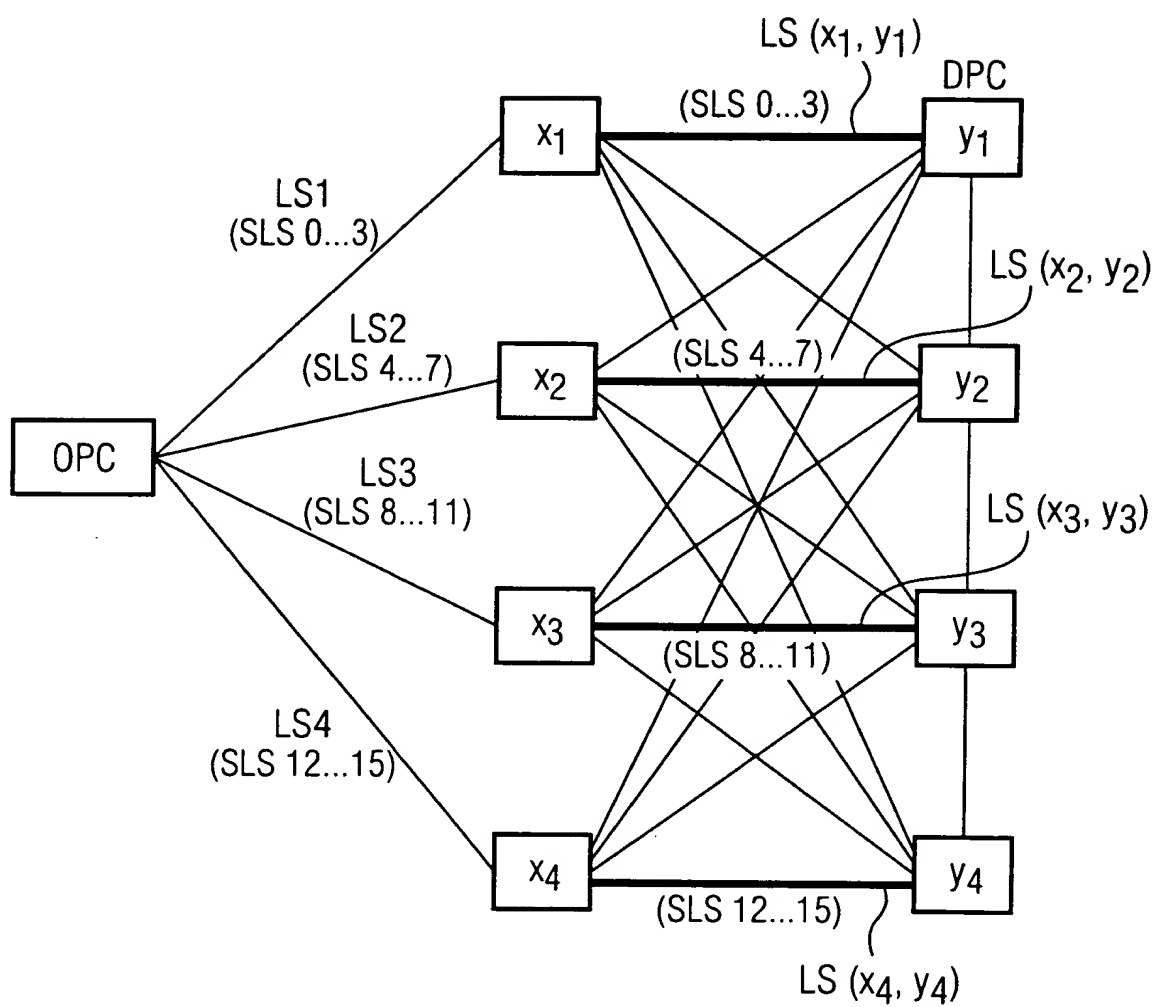 LS (x1, y1)
DPC
(SLS 0...3)
x1
y1
LS1
(SLS 0...3)
LS (x2, y2)
LS2
(SLS 4...7)
(SLS 4...7)
x2
y2
OPC
LS3
(SLS 8...11)
LS (x3, y3)
x3
y3
(SLS 8...11)
LS4
(SLS 12...15)
x4
y4
(SLS 12...15)
LS (x4, y4)